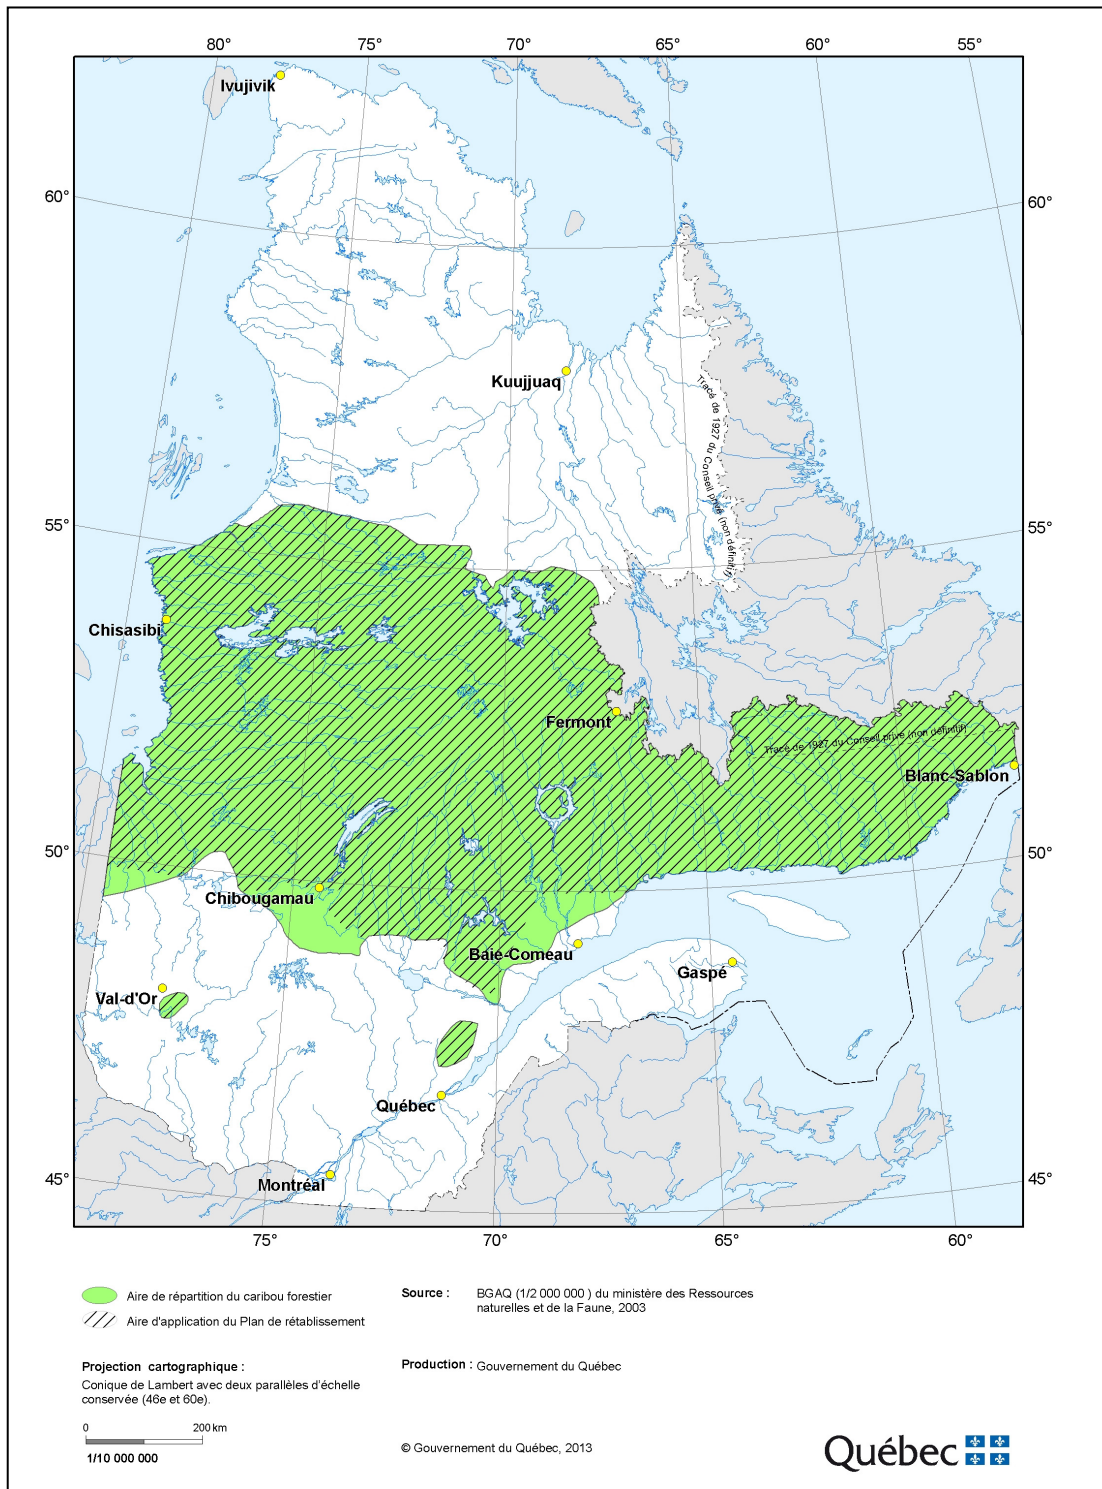 80° 75° 70° 65° 60° 55°
Ivujivik
60° 60°
Kuujjuaq
Tracé de 1927 du Conseil privé (non définitif)
55° 55°
Chisasibi
Fermont
Tracé de 1927 du Conseil privé (non définitif)
Blanc-Sablon
50° 50°
Chibougamau
Baie-Comeau
Gaspé
Val-d'Or
Québec
45° 45°
Montréal
75° 70° 65° 60°
Aire de répartition du caribou forestier
Aire d'application du Plan de rétablissement
Source : BGAQ (1/2 000 000 ) du ministère des Ressources
naturelles et de la Faune, 2003
Projection cartographique :
Conique de Lambert avec deux parallèles d'échelle
conservée (46e et 60e).
Production : Gouvernement du Québec
0 200 km
1/10 000 000
© Gouvernement du Québec, 2013
Québec